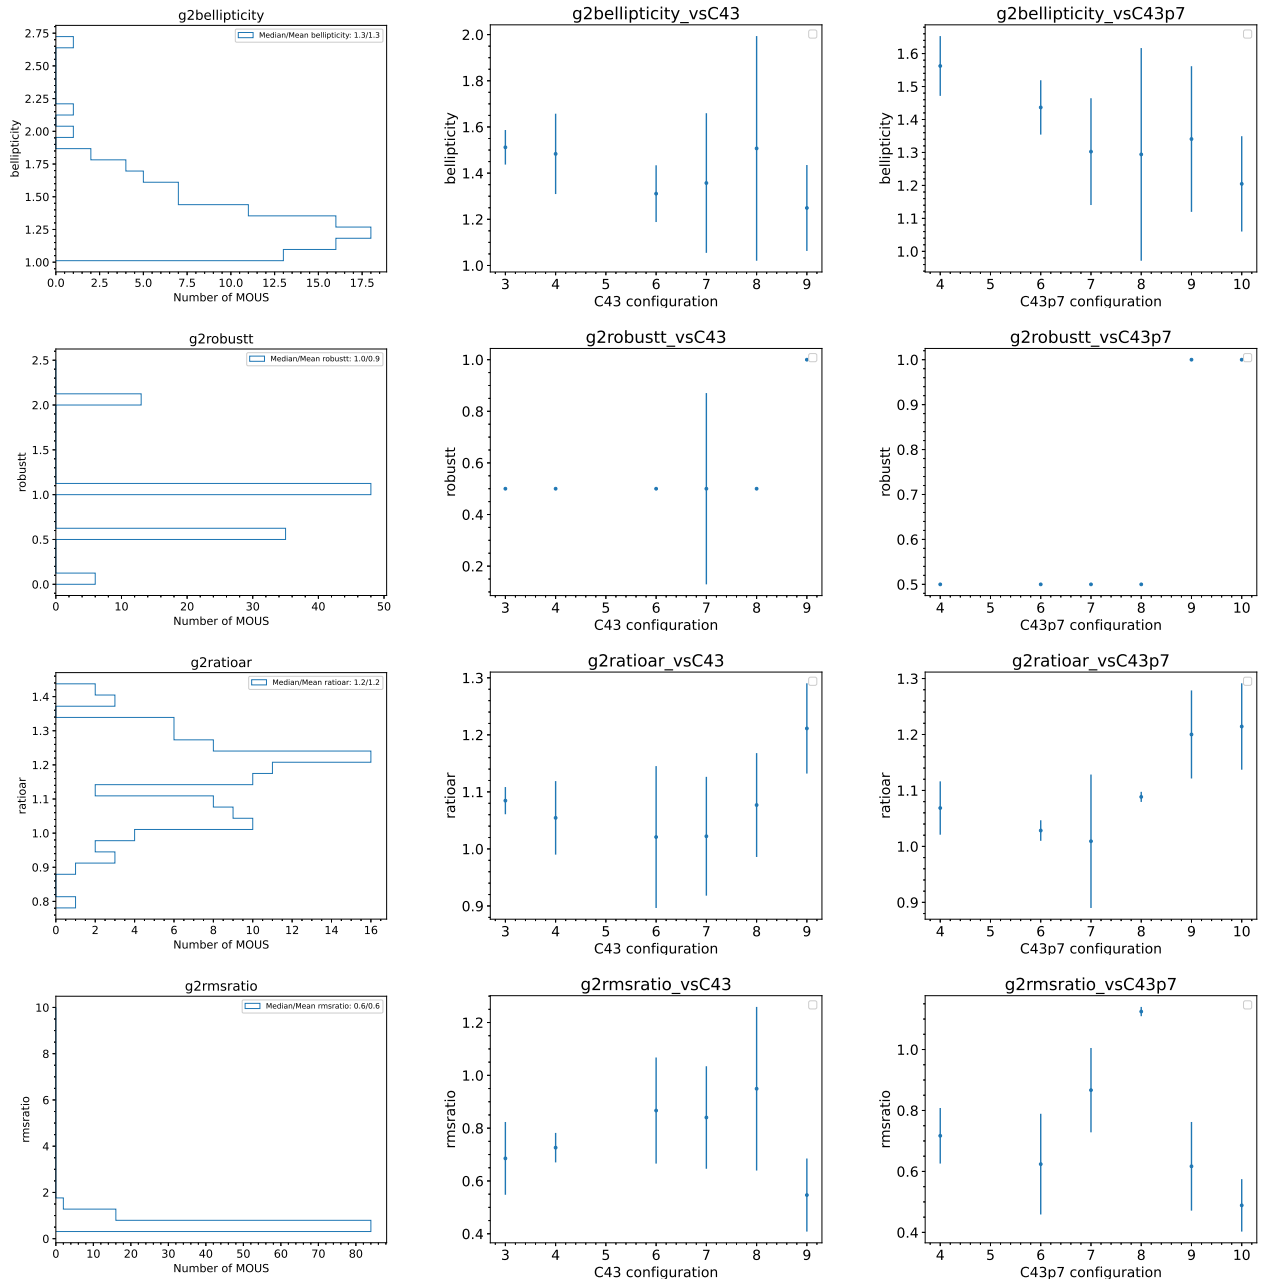 g2bellipticity
Median/Mean bellipticity: 1.3/1.3
2.75
2.50
2.25
2.00
1.75
1.50
1.25
1.00
bellipticity
0.0 2.5 5.0 7.5 10.0 12.5 15.0 17.5
Number of MOUS
g2bellipticity_vsC43
2.0
1.8
1.6
1.4
1.2
1.0
bellipticity
3 4 5 6 7 8 9
C43 configuration
g2bellipticity_vsC43p7
1.6
1.5
1.4
1.3
1.2
1.1
1.0
bellipticity
4 5 6 7 8 9 10
C43p7 configuration
g2robustt
Median/Mean robustt: 1.0/0.9
2.5
2.0
1.5
1.0
0.5
0.0
robustt
0 10 20 30 40 50
Number of MOUS
g2robustt_vsC43
1.0
0.8
0.6
0.4
0.2
robustt
3 4 5 6 7 8 9
C43 configuration
g2robustt_vsC43p7
1.0
0.9
0.8
0.7
0.6
0.5
robustt
4 5 6 7 8 9 10
C43p7 configuration
g2ratioar
Median/Mean ratioar: 1.2/1.2
1.4
1.3
1.2
1.1
1.0
0.9
0.8
ratioar
0 2 4 6 8 10 12 14 16
Number of MOUS
g2ratioar_vsC43
1.3
1.2
1.1
1.0
0.9
ratioar
3 4 5 6 7 8 9
C43 configuration
g2ratioar_vsC43p7
1.3
1.2
1.1
1.0
0.9
ratioar
4 5 6 7 8 9 10
C43p7 configuration
g2rmsratio
Median/Mean rmsratio: 0.6/0.6
10
8
6
4
2
0
rmsratio
0 10 20 30 40 50 60 70 80
Number of MOUS
g2rmsratio_vsC43
1.2
1.0
0.8
0.6
0.4
rmsratio
3 4 5 6 7 8 9
C43 configuration
g2rmsratio_vsC43p7
1.0
0.8
0.6
0.4
rmsratio
4 5 6 7 8 9 10
C43p7 configuration